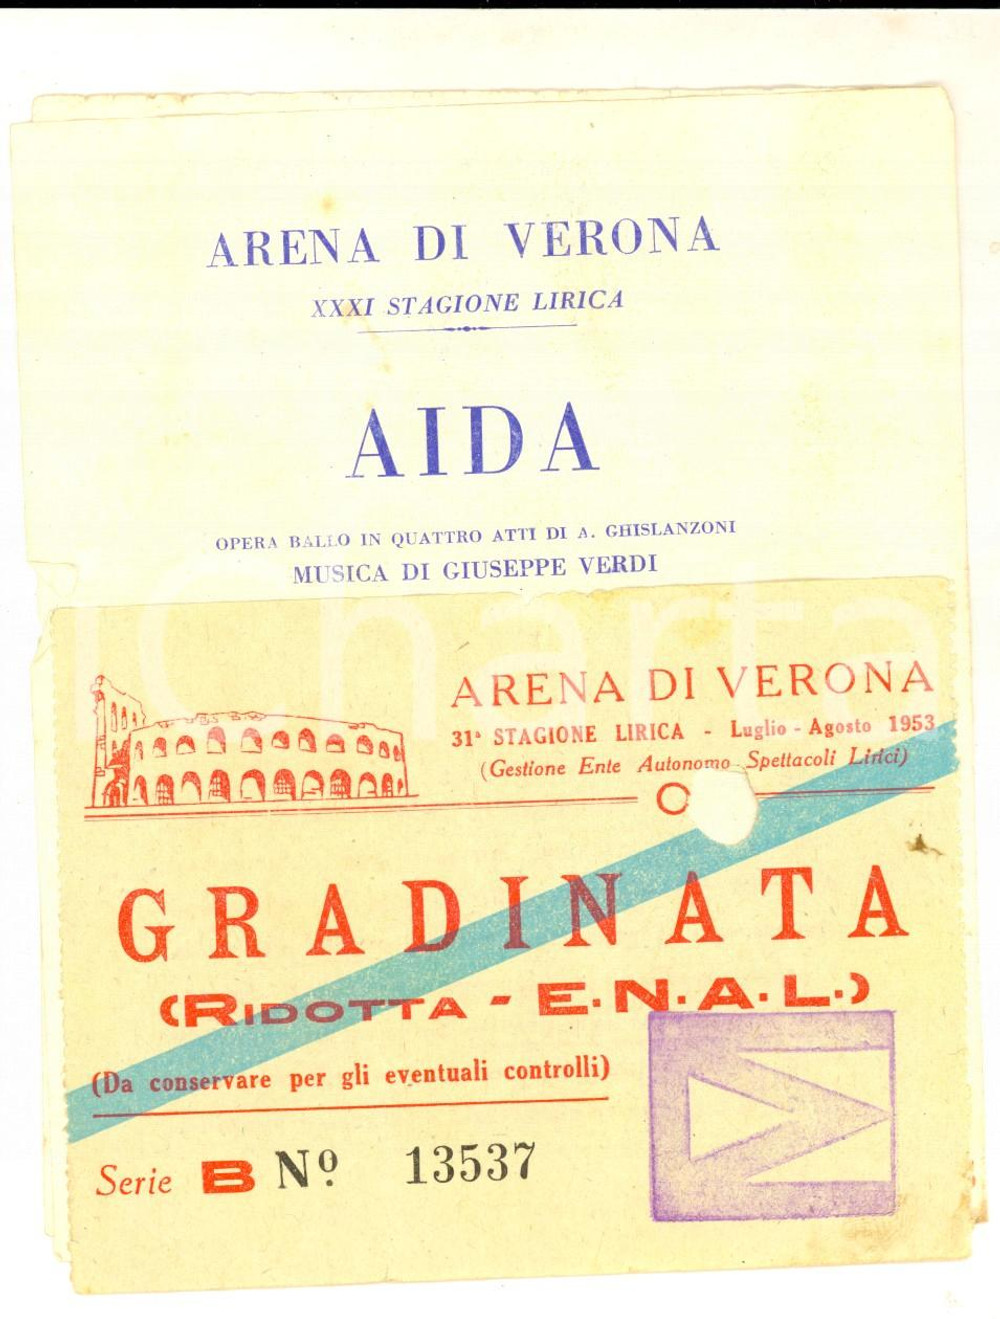 ARENA DI VERONA
XXXI STAGIONE LIRICA
AIDA
OPERA BALLO IN QUATTRO ATTI DI A. GHISLANZONI
MUSICA DI GIUSEPPE VERDI
iCharta
ARENA DI VERONA
31ª STAGIONE LIRICA - Luglio - Agosto 1953
(Gestione Ente Autonomo Spettacoli Lirici)
GRADINATA
(RIDOTTA - E.N.A.L.)
(Da conservare per gli eventuali controlli)
Serie B Nº 13537